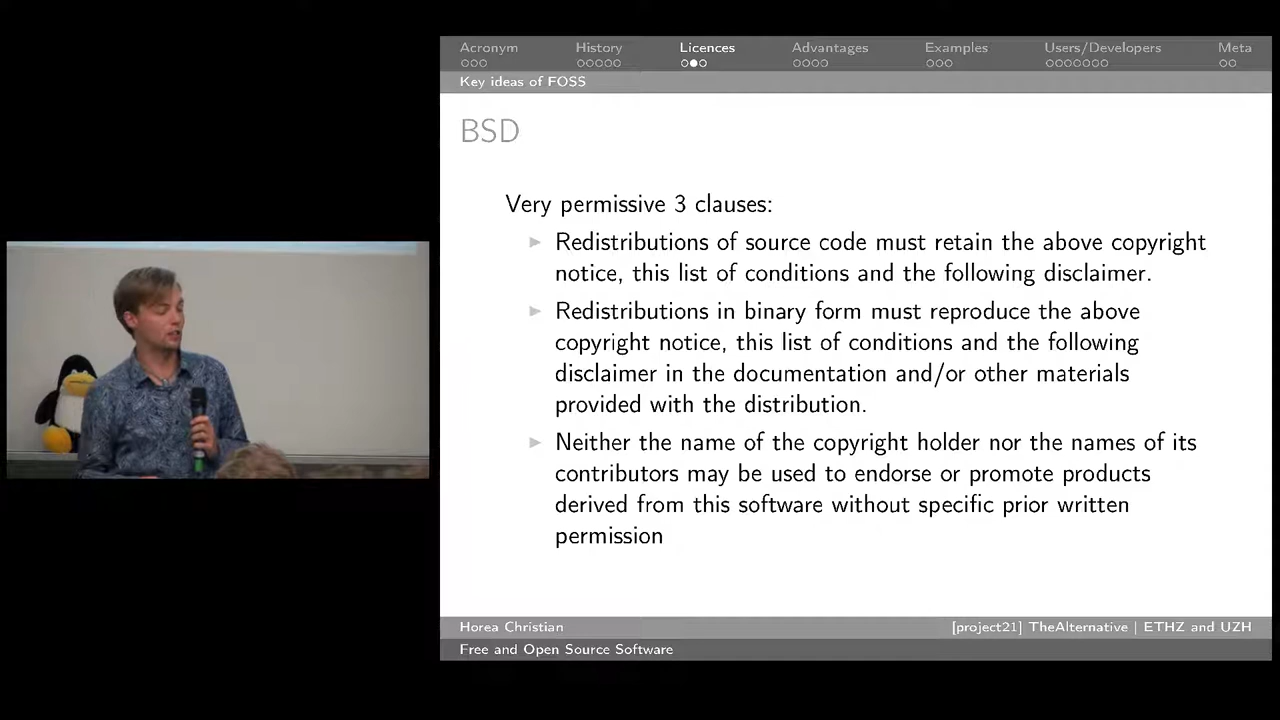 Acronym History Licences Advantages Examples Users/Developers Meta
Key ideas of FOSS
BSD
Very permissive 3 clauses:
Redistributions of source code must retain the above copyright
notice, this list of conditions and the following disclaimer.
Redistributions in binary form must reproduce the above
copyright notice, this list of conditions and the following
disclaimer in the documentation and/or other materials
provided with the distribution.
Neither the name of the copyright holder nor the names of its
contributors may be used to endorse or promote products
derived from this software without specific prior written
permission
Horea Christian [project21] TheAlternative | ETHZ and UZH
Free and Open Source Software